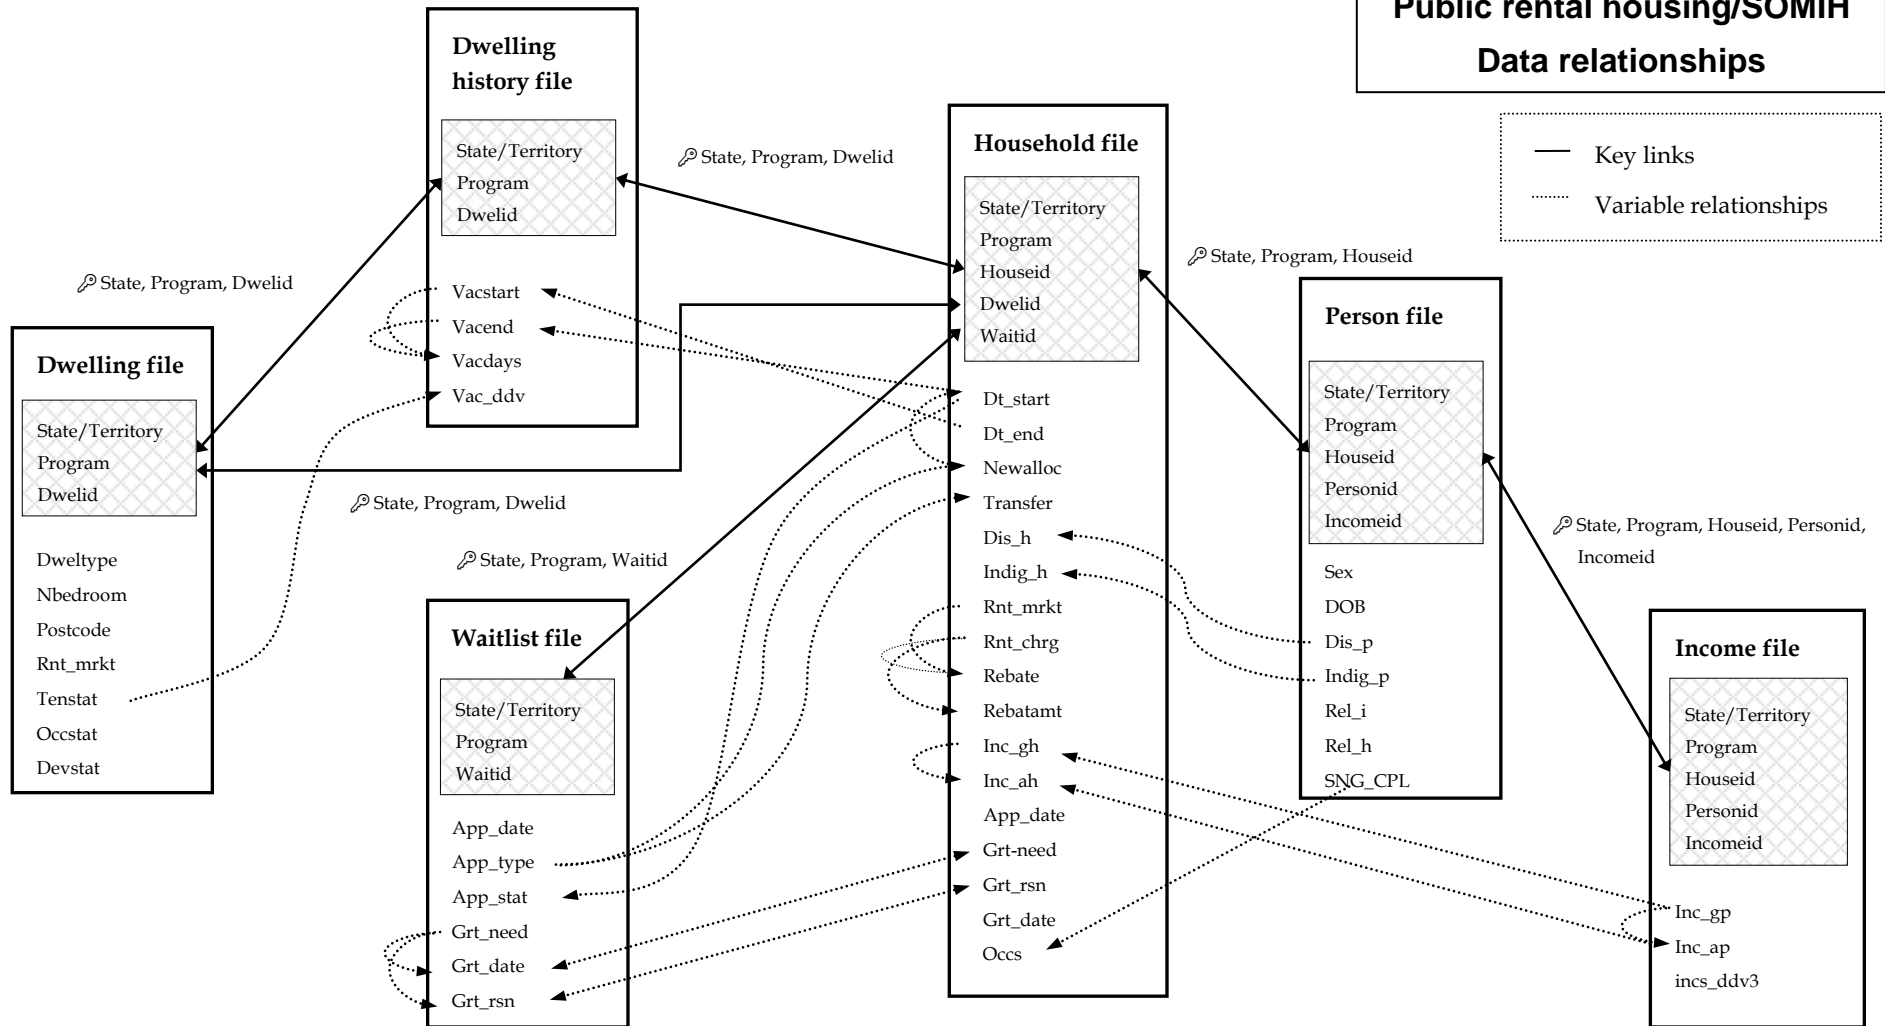 Public rental housing/SOMIH
Data relationships
Key links
Variable relationships
Dwelling
history file
State/Territory
Program
Dwelid
Vacstart
Vacend
Vacdays
Vac_ddv
State, Program, Dwelid
State, Program, Dwelid
Dwelling file
State/Territory
Program
Dwelid
Dweltype
Nbedroom
Postcode
Rnt_mrkt
Tenstat
Occstat
Devstat
State, Program, Dwelid
State, Program, Waitid
Waitlist file
State/Territory
Program
Waitid
App_date
App_type
App_stat
Grt_need
Grt_date
Grt_rsn
Household file
State/Territory
Program
Houseid
Dwelid
Waitid
Dt_start
Dt_end
Newalloc
Transfer
Dis_h
Indig_h
Rnt_mrkt
Rnt_chrg
Rebate
Rebatamt
Inc_gh
Inc_ah
App_date
Grt-need
Grt_rsn
Grt_date
Occs
State, Program, Houseid
Person file
State/Territory
Program
Houseid
Personid
Incomeid
Sex
DOB
Dis_p
Indig_p
Rel_i
Rel_h
SNG_CPL
State, Program, Houseid, Personid,
Incomeid
Income file
State/Territory
Program
Houseid
Personid
Incomeid
Inc_gp
Inc_ap
incs_ddv3